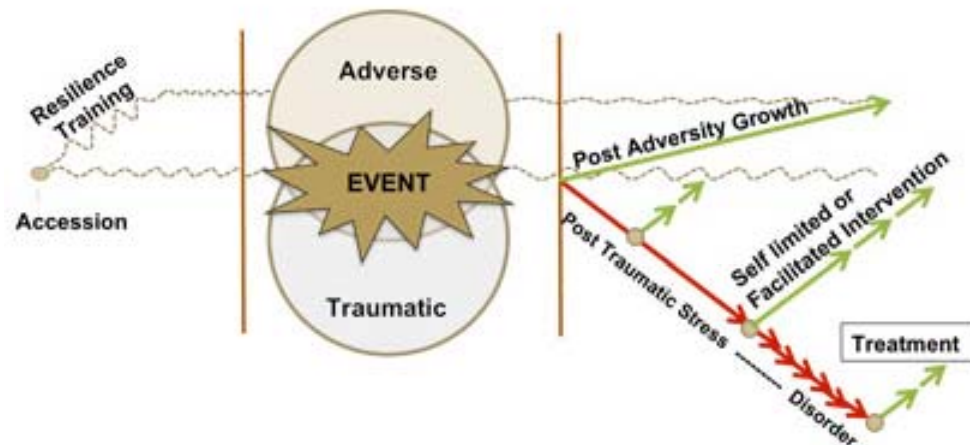 Resilience
Training
Accession
Adverse
EVENT
Traumatic
Post Adversity Growth
Self limited or
Facilitated Intervention
Post Traumatic Stress ------- Disorder
Treatment